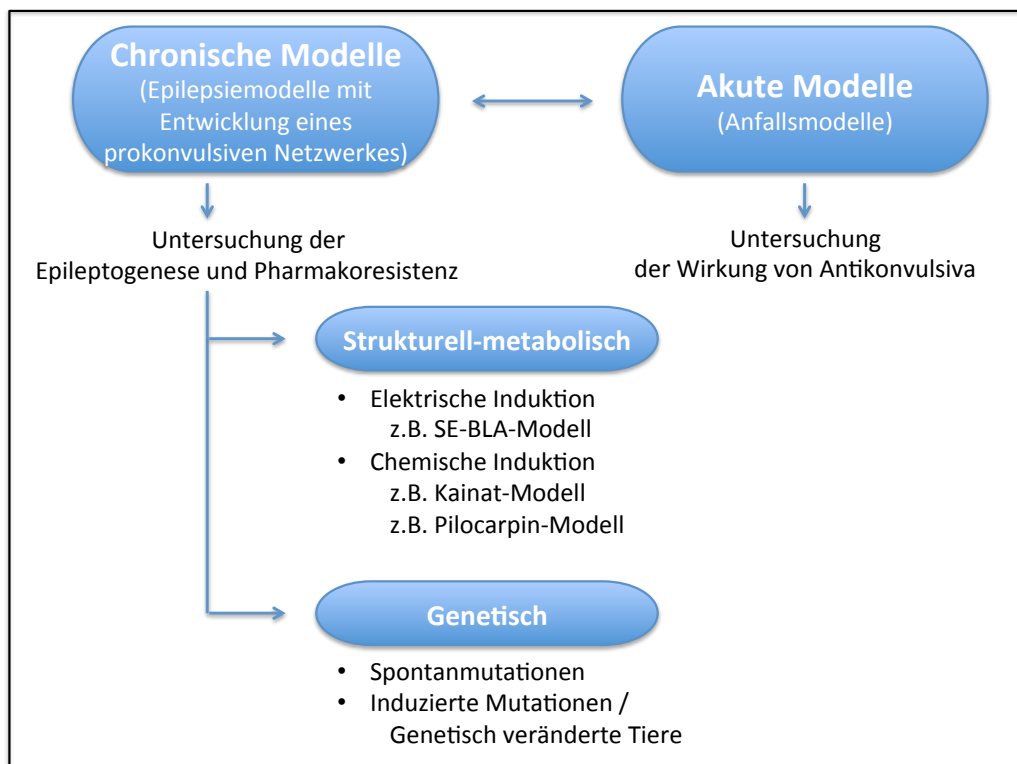 Chronische Modelle
(Epilepsiemodelle mit
Entwicklung eines
prokonvulsiven Netzwerkes)
Akute Modelle
(Anfallsmodelle)
Untersuchung der
Epileptogenese und Pharmakoresistenz
Untersuchung
der Wirkung von Antikonvulsiva
Strukturell-metabolisch
• Elektrische Induktion
z.B. SE-BLA-Modell
• Chemische Induktion
z.B. Kainat-Modell
z.B. Pilocarpin-Modell
Genetisch
• Spontanmutationen
• Induzierte Mutationen /
Genetisch veränderte Tiere